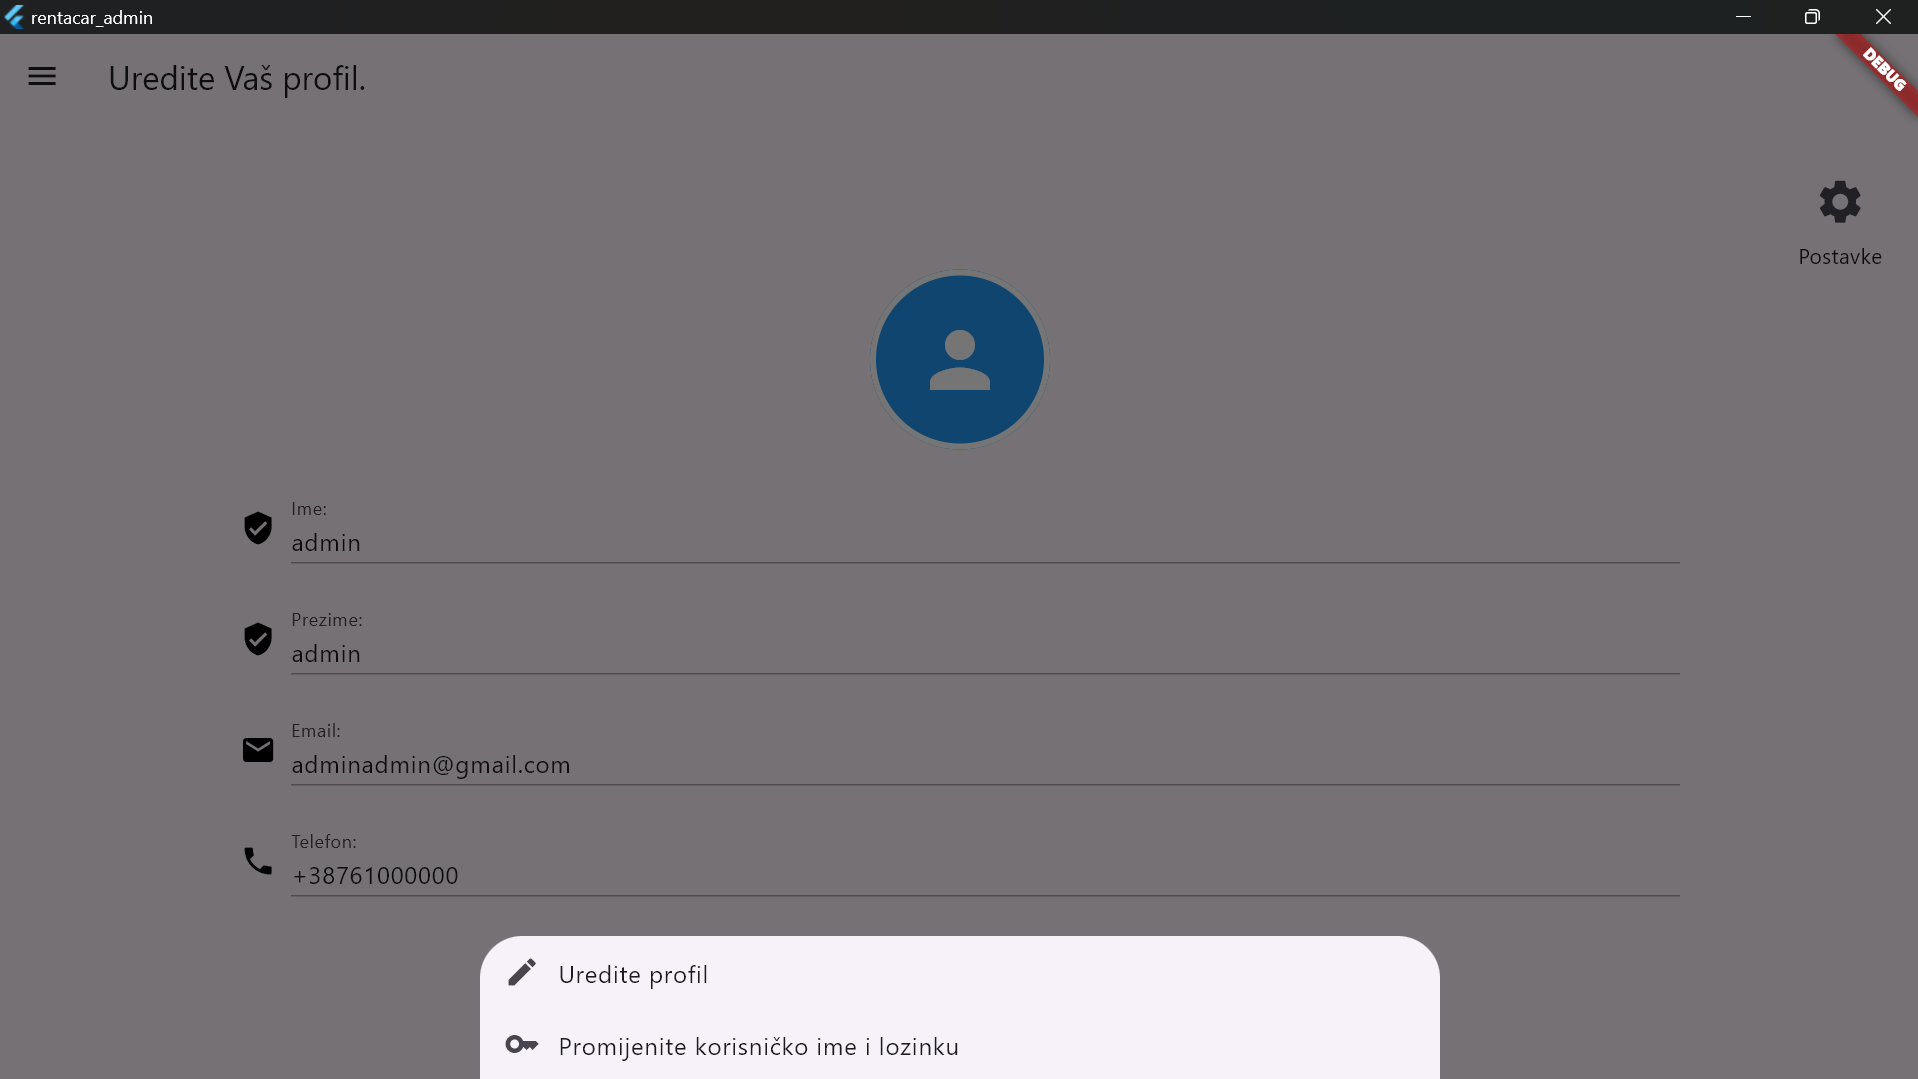 rentacar_admin
DEBUG
Uredite Vaš profil.
Postavke
Ime:
admin
Prezime:
admin
Email:
adminadmin@gmail.com
Telefon:
+38761000000
Uredite profil
Promijenite korisničko ime i lozinku